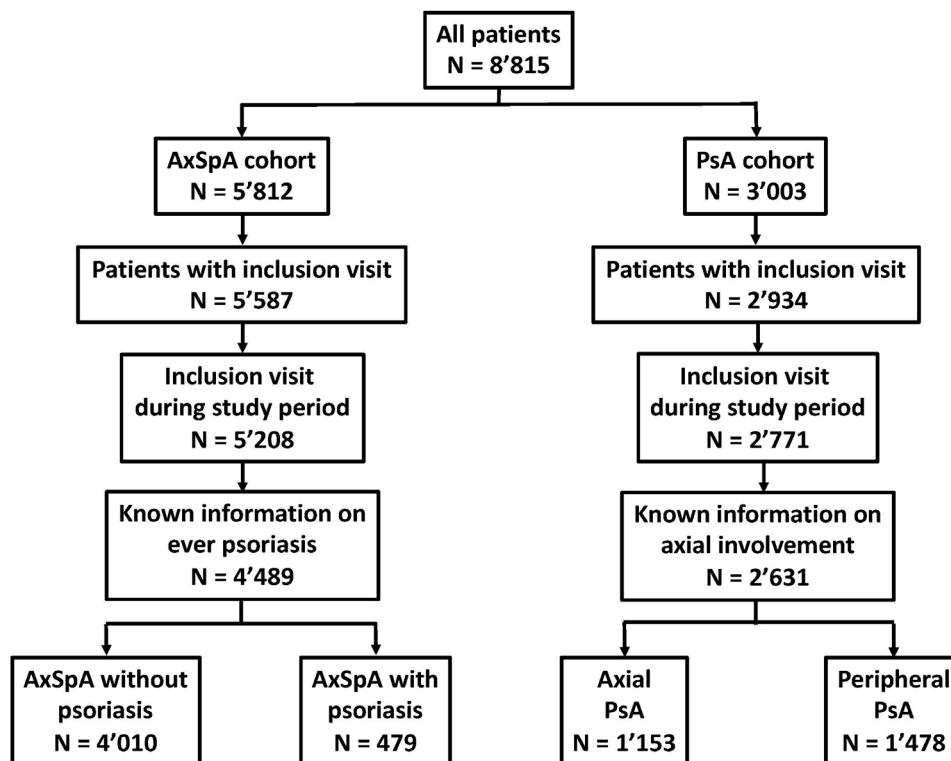 All patients
N = 8’815
AxSpA cohort
N = 5’812
PsA cohort
N = 3’003
Patients with inclusion visit
N = 5’587
Patients with inclusion visit
N = 2’934
Inclusion visit
during study period
N = 5’208
Inclusion visit
during study period
N = 2’771
Known information on
ever psoriasis
N = 4’489
Known information on
axial involvement
N = 2’631
AxSpA without
psoriasis
N = 4’010
AxSpA with
psoriasis
N = 479
Axial
PsA
N = 1’153
Peripheral
PsA
N = 1’478